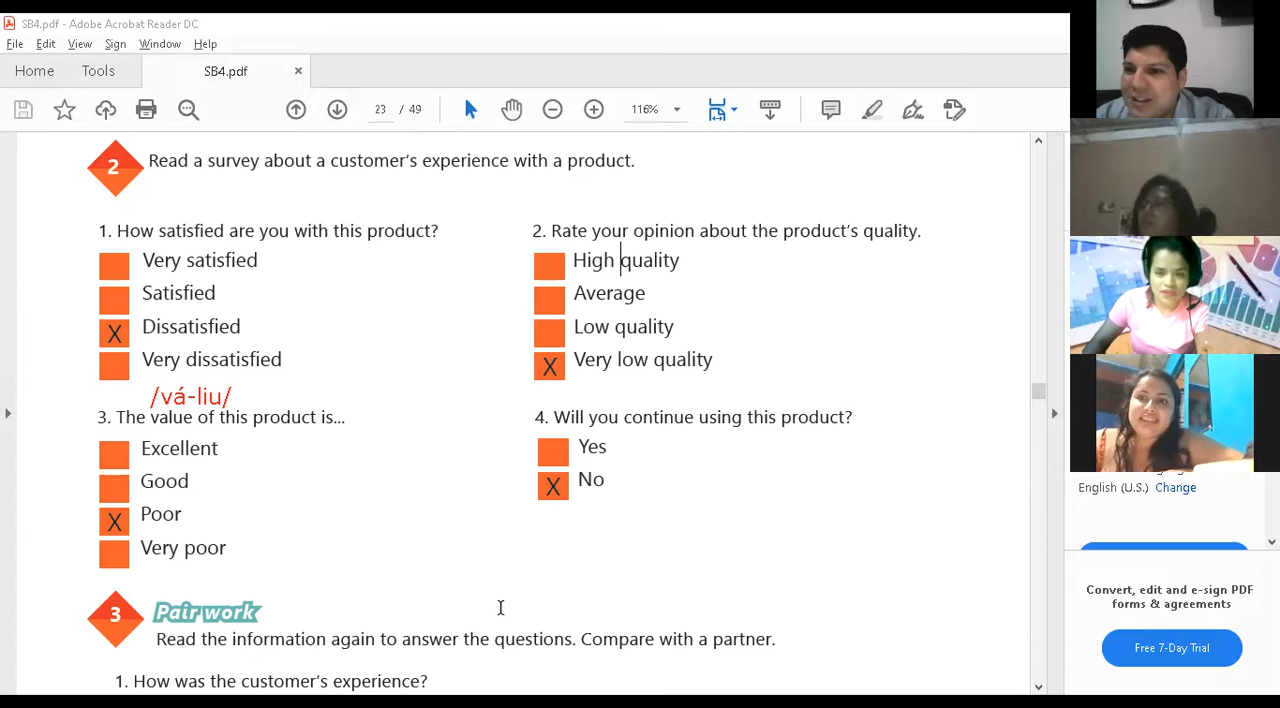 SB4.pdf - Adobe Acrobat Reader DC
File Edit View Sign Window Help
Home Tools SB4.pdf ×
23 / 49 116%
2 Read a survey about a customer's experience with a product.
1. How satisfied are you with this product?
Very satisfied
Satisfied
X Dissatisfied
Very dissatisfied
2. Rate your opinion about the product's quality.
High quality
Average
Low quality
X Very low quality
/vá-liu/
3. The value of this product is...
Excellent
Good
X Poor
Very poor
4. Will you continue using this product?
Yes
X No
3 Pair work
Read the information again to answer the questions. Compare with a partner.
1. How was the customer's experience?
English (U.S.) Change
Convert, edit and e-sign PDF
forms & agreements
Free 7-Day Trial